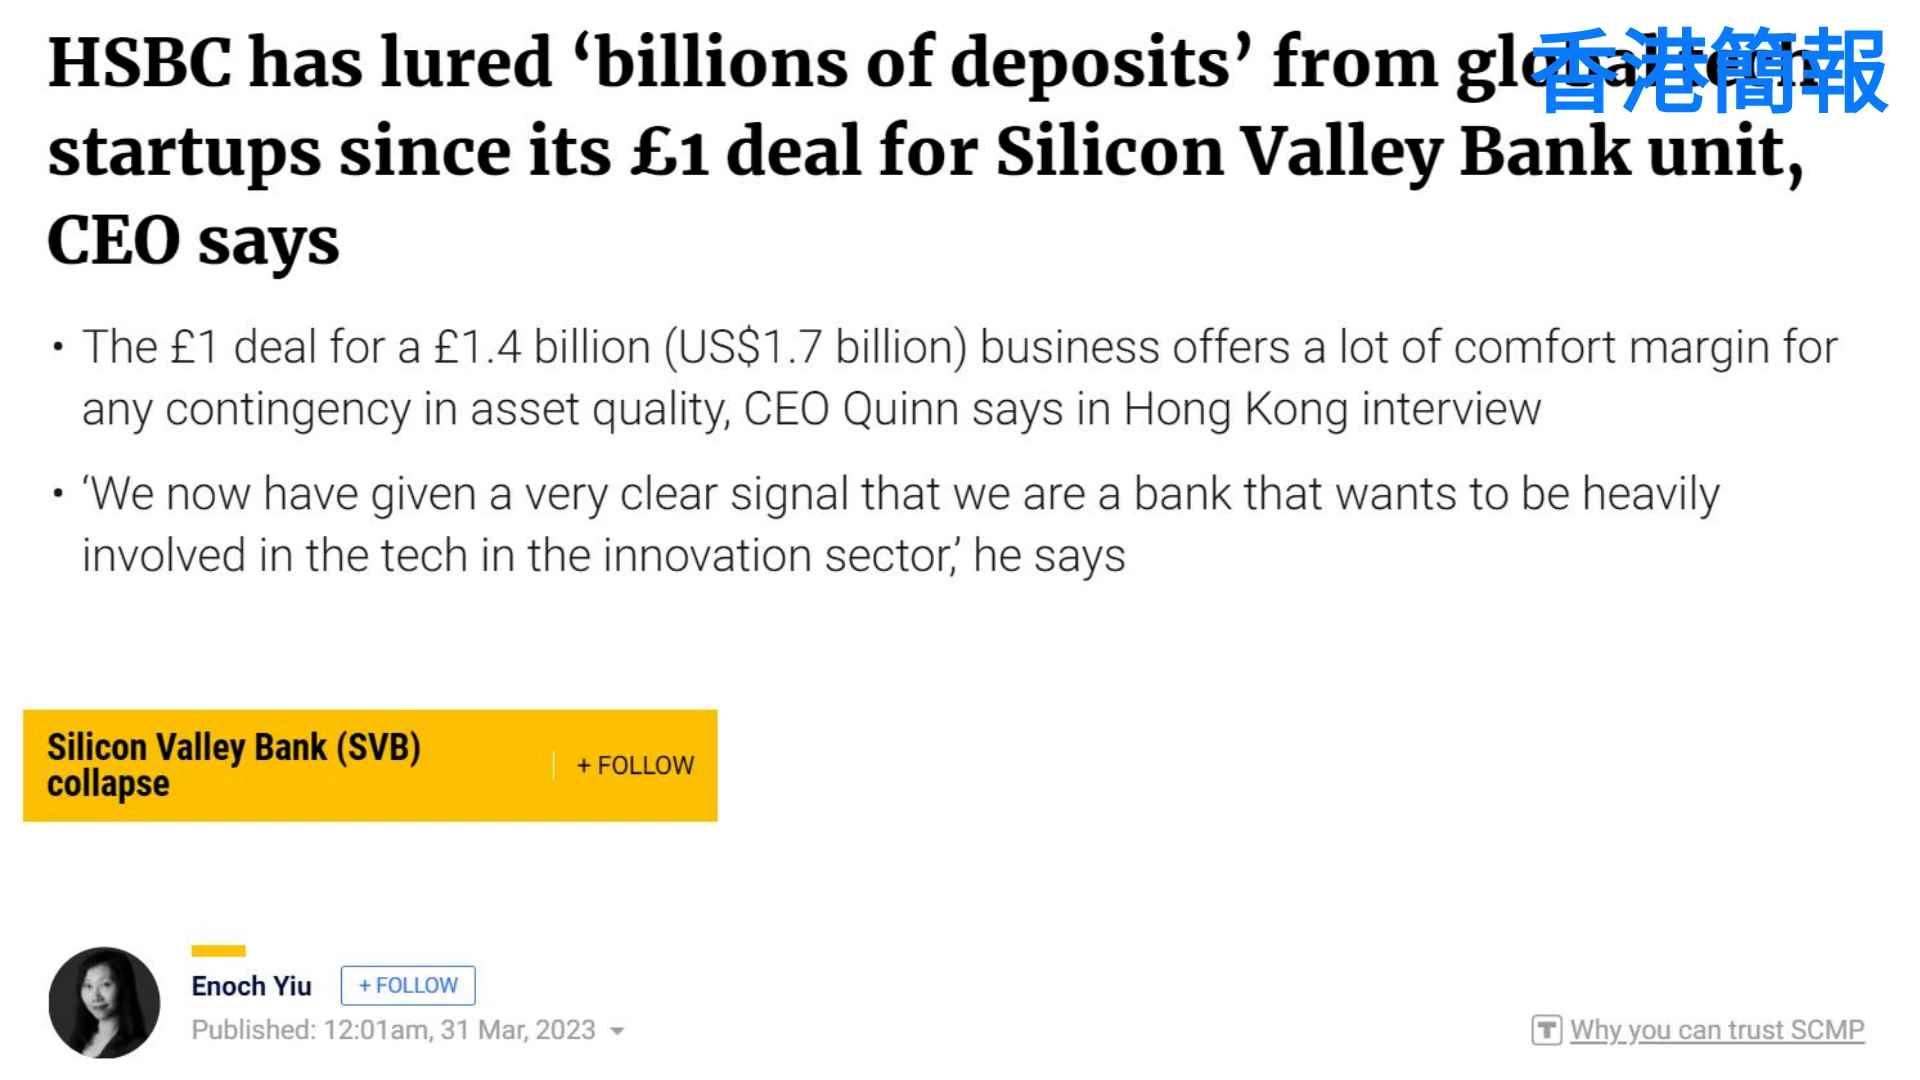 HSBC has lured ‘billions of deposits’ from global tech
香港簡報
startups since its £1 deal for Silicon Valley Bank unit,
CEO says
• The £1 deal for a £1.4 billion (US$1.7 billion) business offers a lot of comfort margin for
any contingency in asset quality, CEO Quinn says in Hong Kong interview
• ‘We now have given a very clear signal that we are a bank that wants to be heavily
involved in the tech in the innovation sector,’ he says
Silicon Valley Bank (SVB)
collapse
+ FOLLOW
Enoch Yiu
+ FOLLOW
Published: 12:01am, 31 Mar, 2023
T Why you can trust SCMP